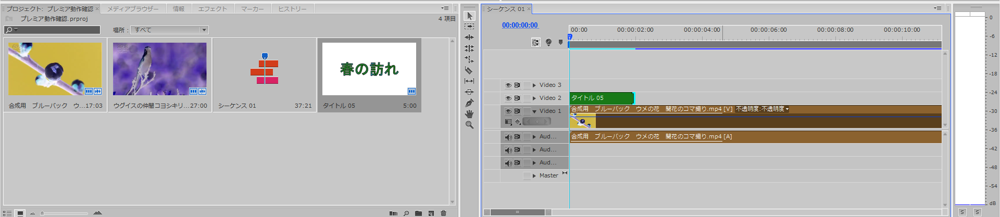 プロジェクト: プレミア動作確認 ×
メディアブラウザー
情報
エフェクト
マーカー
ヒストリー
プレミア動作確認.prproj
4 項目
場所 : すべて
合成用　ブルーバック　ウ... 17:03
ウグイスの仲間コヨシキリ... 27:00
シーケンス 01 37:21
春の訪れ
タイトル 05 5:00
シーケンス 01 ×
00:00:00:00
00:00 00:00:02:00 00:00:04:00 00:00:06:00 00:00:08:00 00:00:10:00
Video 3
Video 2
タイトル 05
Video 1
合成用　ブルーバック　ウメの花　開花のコマ撮り.mp4 [V] 不透明度:不透明度
Aud...
合成用　ブルーバック　ウメの花　開花のコマ撮り.mp4 [A]
Aud...
Aud...
Master
0
-6
-12
-18
-24
-30
-36
-42
-48
-54
dB
S S